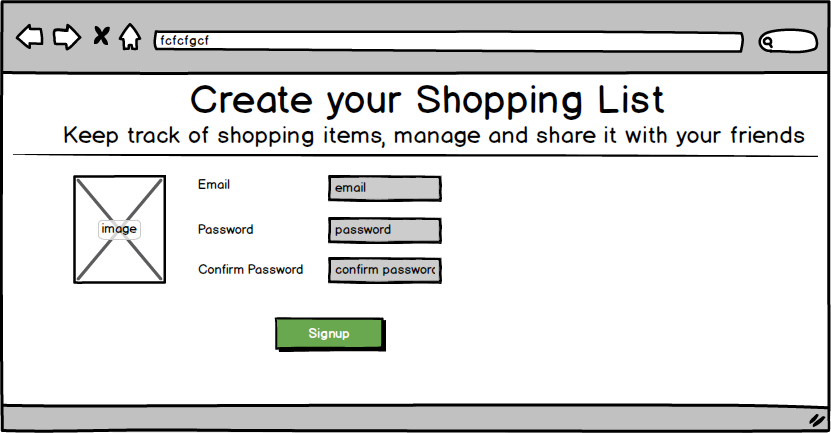 fcfcfgcf
Create your Shopping List
Keep track of shopping items, manage and share it with your friends
image
Email
email
Password
password
Confirm Password
confirm password
Signup